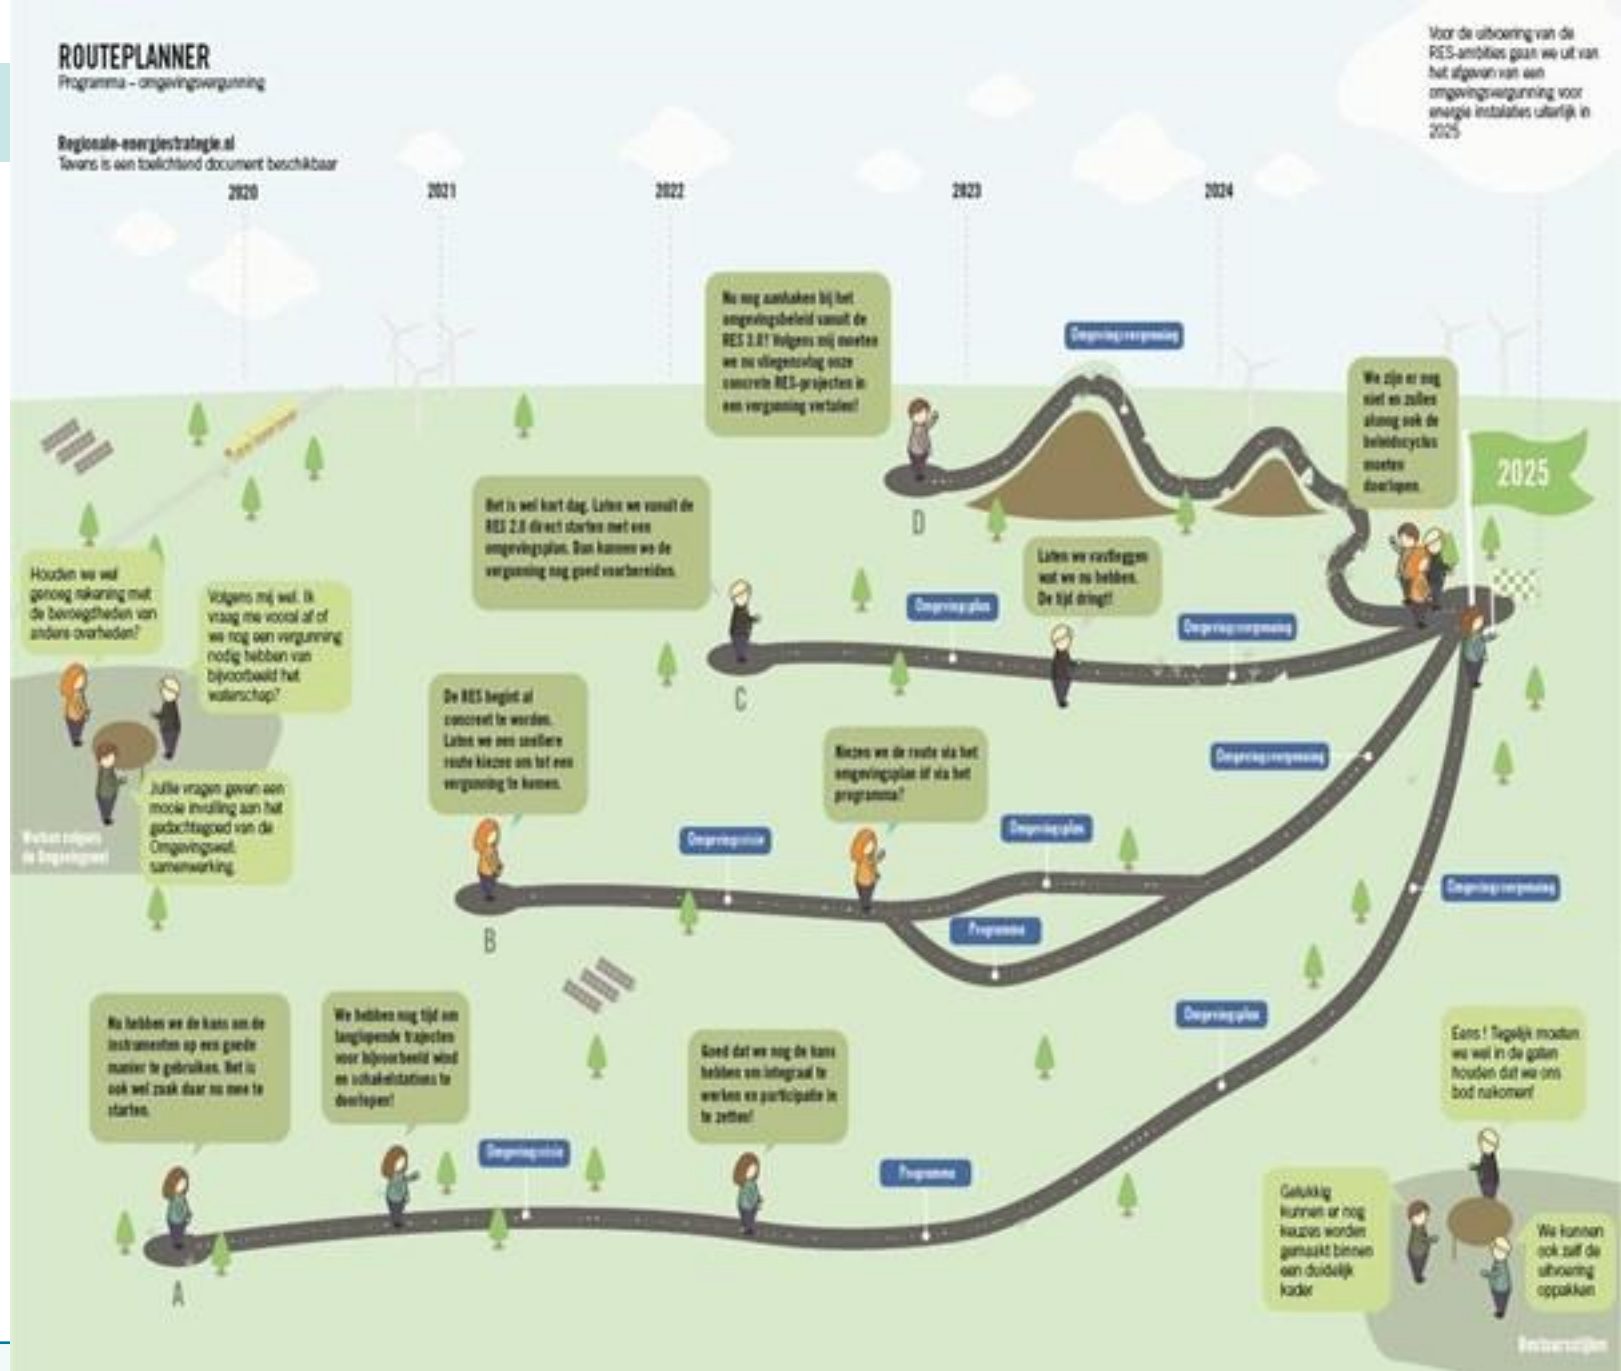 ROUTEPLANNER
Programma – omgevingsvergunning
Regionale-energiestrategie.nl
Tevens is een toelichtend document beschikbaar
Voor de uitvoering van de
RES-ambities gaan we uit van
het afgeven van een
omgevingsvergunning voor
energie instalaties uiterlijk in
2025
2020
2021
2022
2023
2024
Nu nog aanhaken bij het
omgevingsbeleid vanuit de
RES 3.0? Volgens mij moeten
we nu vliegensvlug onze
concrete RES-projecten in
een vergunning vertalen!
Omgevingsvergunning
We zijn er nog
niet en zullen
alsnog ook de
beleidscyclus
moeten
doorlopen.
2025
D
Het is wel kort dag. Laten we vanuit de
RES 2.0 direct starten met een
omgevingsplan. Dan kunnen we de
vergunning nog goed voorbereiden.
Laten we vastleggen
wat we nu hebben.
De tijd dringt!
Omgevingsplan
Omgevingsvergunning
C
Houden we wel
genoeg rekening met
de bevoegdheden van
andere overheden?
Volgens mij wel. Ik
vraag me vooral af of
we nog een vergunning
nodig hebben van
bijvoorbeeld het
waterschap?
Jullie vragen geven een
mooie invulling aan het
gedachtegoed van de
Omgevingswet:
samenwerking.
Werken volgens
de Omgevingswet
De RES begint al
concreet te worden.
Laten we een snellere
route kiezen om tot een
vergunning te komen.
Kiezen we de route via het
omgevingsplan óf via het
programma?
Omgevingsvisie
Omgevingsplan
Omgevingsvergunning
Programma
B
Omgevingsvergunning
Nu hebben we de kans om de
instrumenten op een goede
manier te gebruiken. Het is
ook wel zaak daar nu mee te
starten.
We hebben nog tijd om
langlopende trajecten
voor bijvoorbeeld wind
en schakelstations te
doorlopen!
Goed dat we nog de kans
hebben om integraal te
werken en participatie in
te zetten!
Omgevingsvisie
Programma
Omgevingsplan
A
Eens! Tegelijk moeten
we wel in de gaten
houden dat we ons
bod nakomen!
Gelukkig
kunnen er nog
keuzes worden
gemaakt binnen
een duidelijk
kader
We kunnen
ook zelf de
uitvoering
oppakken
Bestuursstijlen